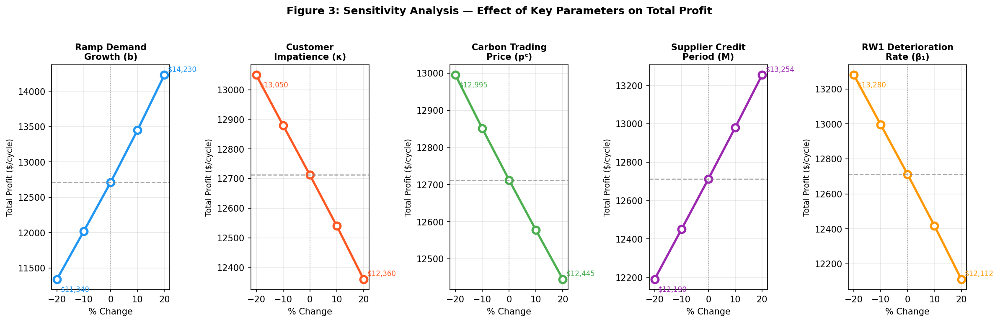 Figure 3: Sensitivity Analysis — Effect of Key Parameters on Total Profit
Ramp Demand
Growth (b)
Total Profit ($/cycle)
14000
13500
13000
12500
12000
11500
$14,230
$11,340
−20 −10 0 10 20
% Change
Customer
Impatience (κ)
Total Profit ($/cycle)
13000
12900
12800
12700
12600
12500
12400
$13,050
$12,360
−20 −10 0 10 20
% Change
Carbon Trading
Price (pᶜ)
Total Profit ($/cycle)
13000
12900
12800
12700
12600
12500
$12,995
$12,445
−20 −10 0 10 20
% Change
Supplier Credit
Period (M)
Total Profit ($/cycle)
13200
13000
12800
12600
12400
12200
$13,254
$12,190
−20 −10 0 10 20
% Change
RW1 Deterioration
Rate (β₁)
Total Profit ($/cycle)
13200
13000
12800
12600
12400
12200
$13,280
$12,112
−20 −10 0 10 20
% Change